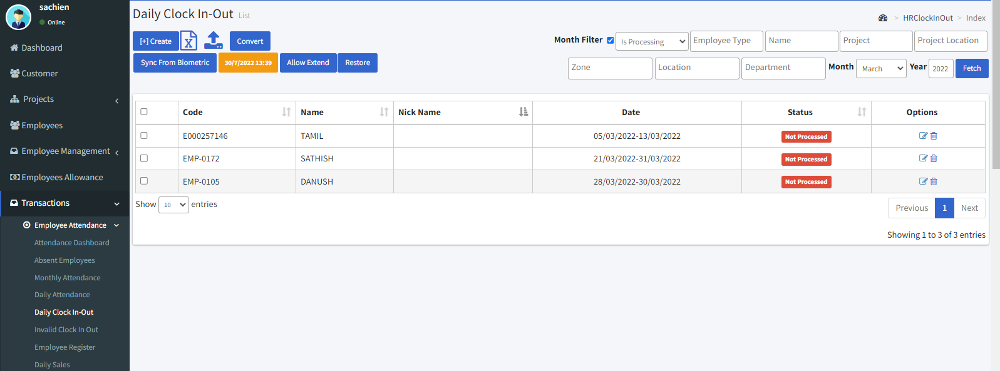 sachien
Online
Dashboard
Customer
Projects
Employees
Employee Management
Employees Allowance
Transactions
Employee Attendance
Attendance Dashboard
Absent Employees
Monthly Attendance
Daily Attendance
Daily Clock In-Out
Invalid Clock In Out
Employee Register
Daily Sales
Daily Clock In-Out List
> HRClockInOut > Index
[+] Create X Convert
Month Filter Is Processing Employee Type Name Project Project Location
Sync From Biometric 30/7/2022 13:39 Allow Extend Restore
Zone Location Department Month March Year 2022 Fetch
Code Name Nick Name Date Status Options
E000257146 TAMIL 05/03/2022-13/03/2022 Not Processed
EMP-0172 SATHISH 21/03/2022-31/03/2022 Not Processed
EMP-0105 DANUSH 28/03/2022-30/03/2022 Not Processed
Show 10 entries
Previous 1 Next
Showing 1 to 3 of 3 entries